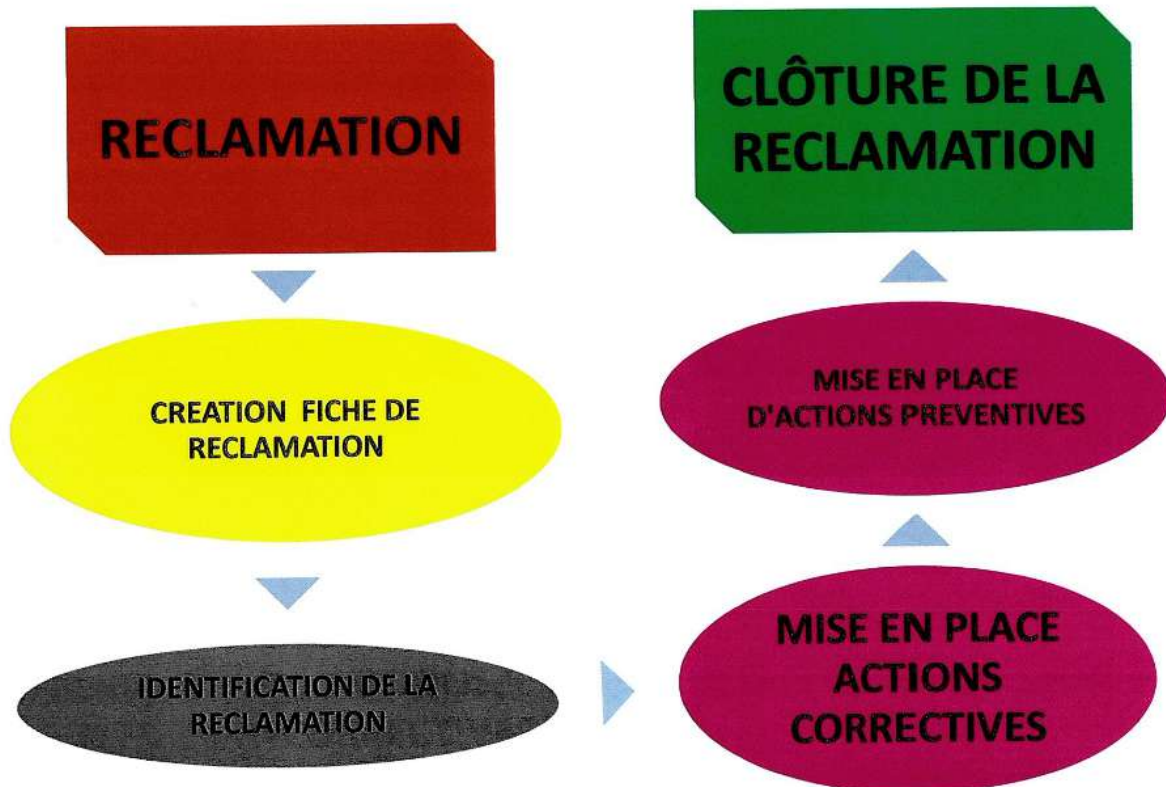 RECLAMATION
CREATION FICHE DE
RECLAMATION
IDENTIFICATION DE LA
RECLAMATION
MISE EN PLACE
ACTIONS
CORRECTIVES
MISE EN PLACE
D'ACTIONS PREVENTIVES
CLÔTURE DE LA
RECLAMATION